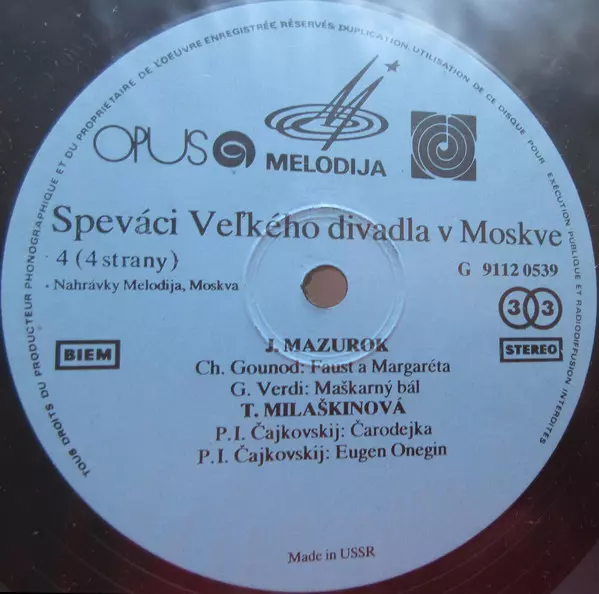 TOUS DROITS DU PRODUCTEUR PHONOGRAPHIQUE ET DU PROPRIETAIRE DE L'OEUVRE ENREGISTRÉE RÉSERVÉS DUPLICATION, UTILISATION DE CE DISQUE POUR EXÉCUTION PUBLIQUE ET RADIODIFFUSION INTERDITES
OPUS
MELODIJA
Speváci Veľkého divadla v Moskve
4 (4 strany)
G 9112 0539
Nahrávky Melodija, Moskva
33
BIEM
STEREO
J. MAZUROK
Ch. Gounod: Faust a Margaréta
G. Verdi: Maškarný bál
T. MILAŠKINOVÁ
P.I. Čajkovskij: Čarodejka
P.I. Čajkovskij: Eugen Onegin
Made in USSR